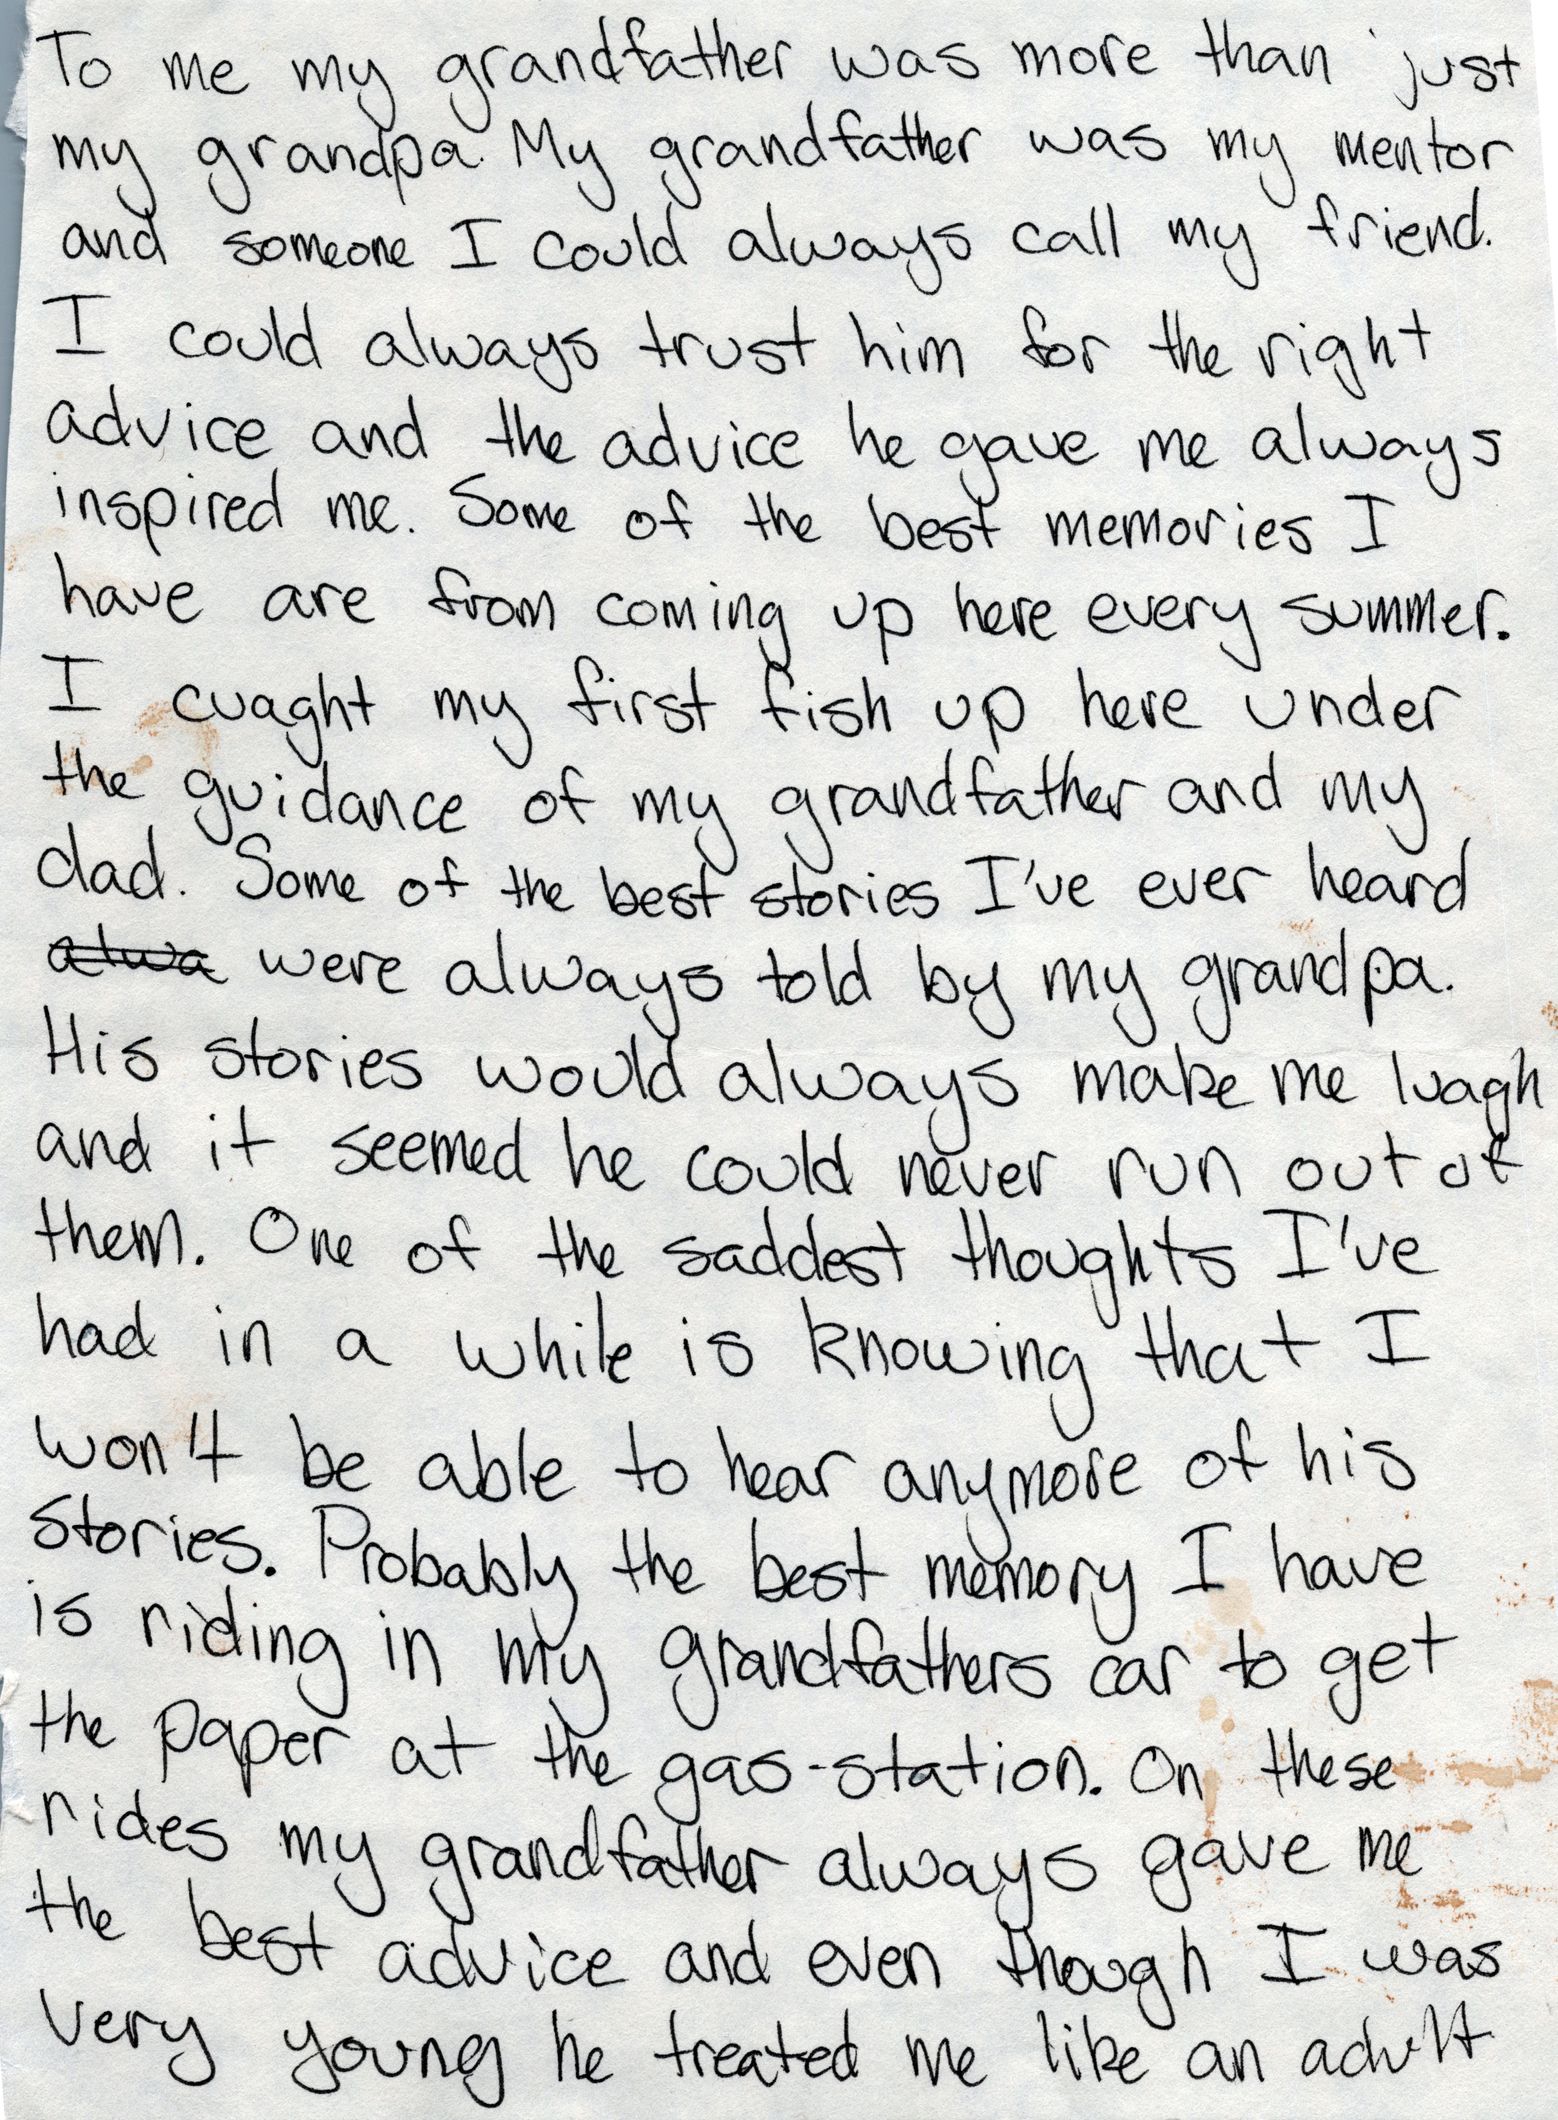 To me my grandfather was more than just
my grandpa. My grandfather was my mentor
and someone I could always call my friend.
I could always trust him for the right
advice and the advice he gave me always
inspired me. Some of the best memories I
have are from coming up here every summer.
I cuaght my first fish up here under
the guidance of my grandfather and my
dad. Some of the best stories I've ever heard
alwa were always told by my grandpa.
His stories would always make me luagh
and it seemed he could never run out of
them. One of the saddest thoughts I've
had in a while is knowing that I
won't be able to hear anymore of his
stories. Probably the best memory I have
is riding in my grandfathers car to get
the paper at the gas-station. On these
rides my grandfather always gave me
the best advice and even though I was
very young he treated me like an adult